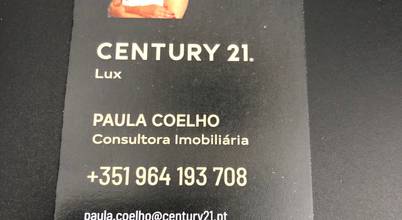 CENTURY 21.
Lux
PAULA COELHO
Consultora Imobiliária
+351 964 193 708
paula.coelho@century21.pt